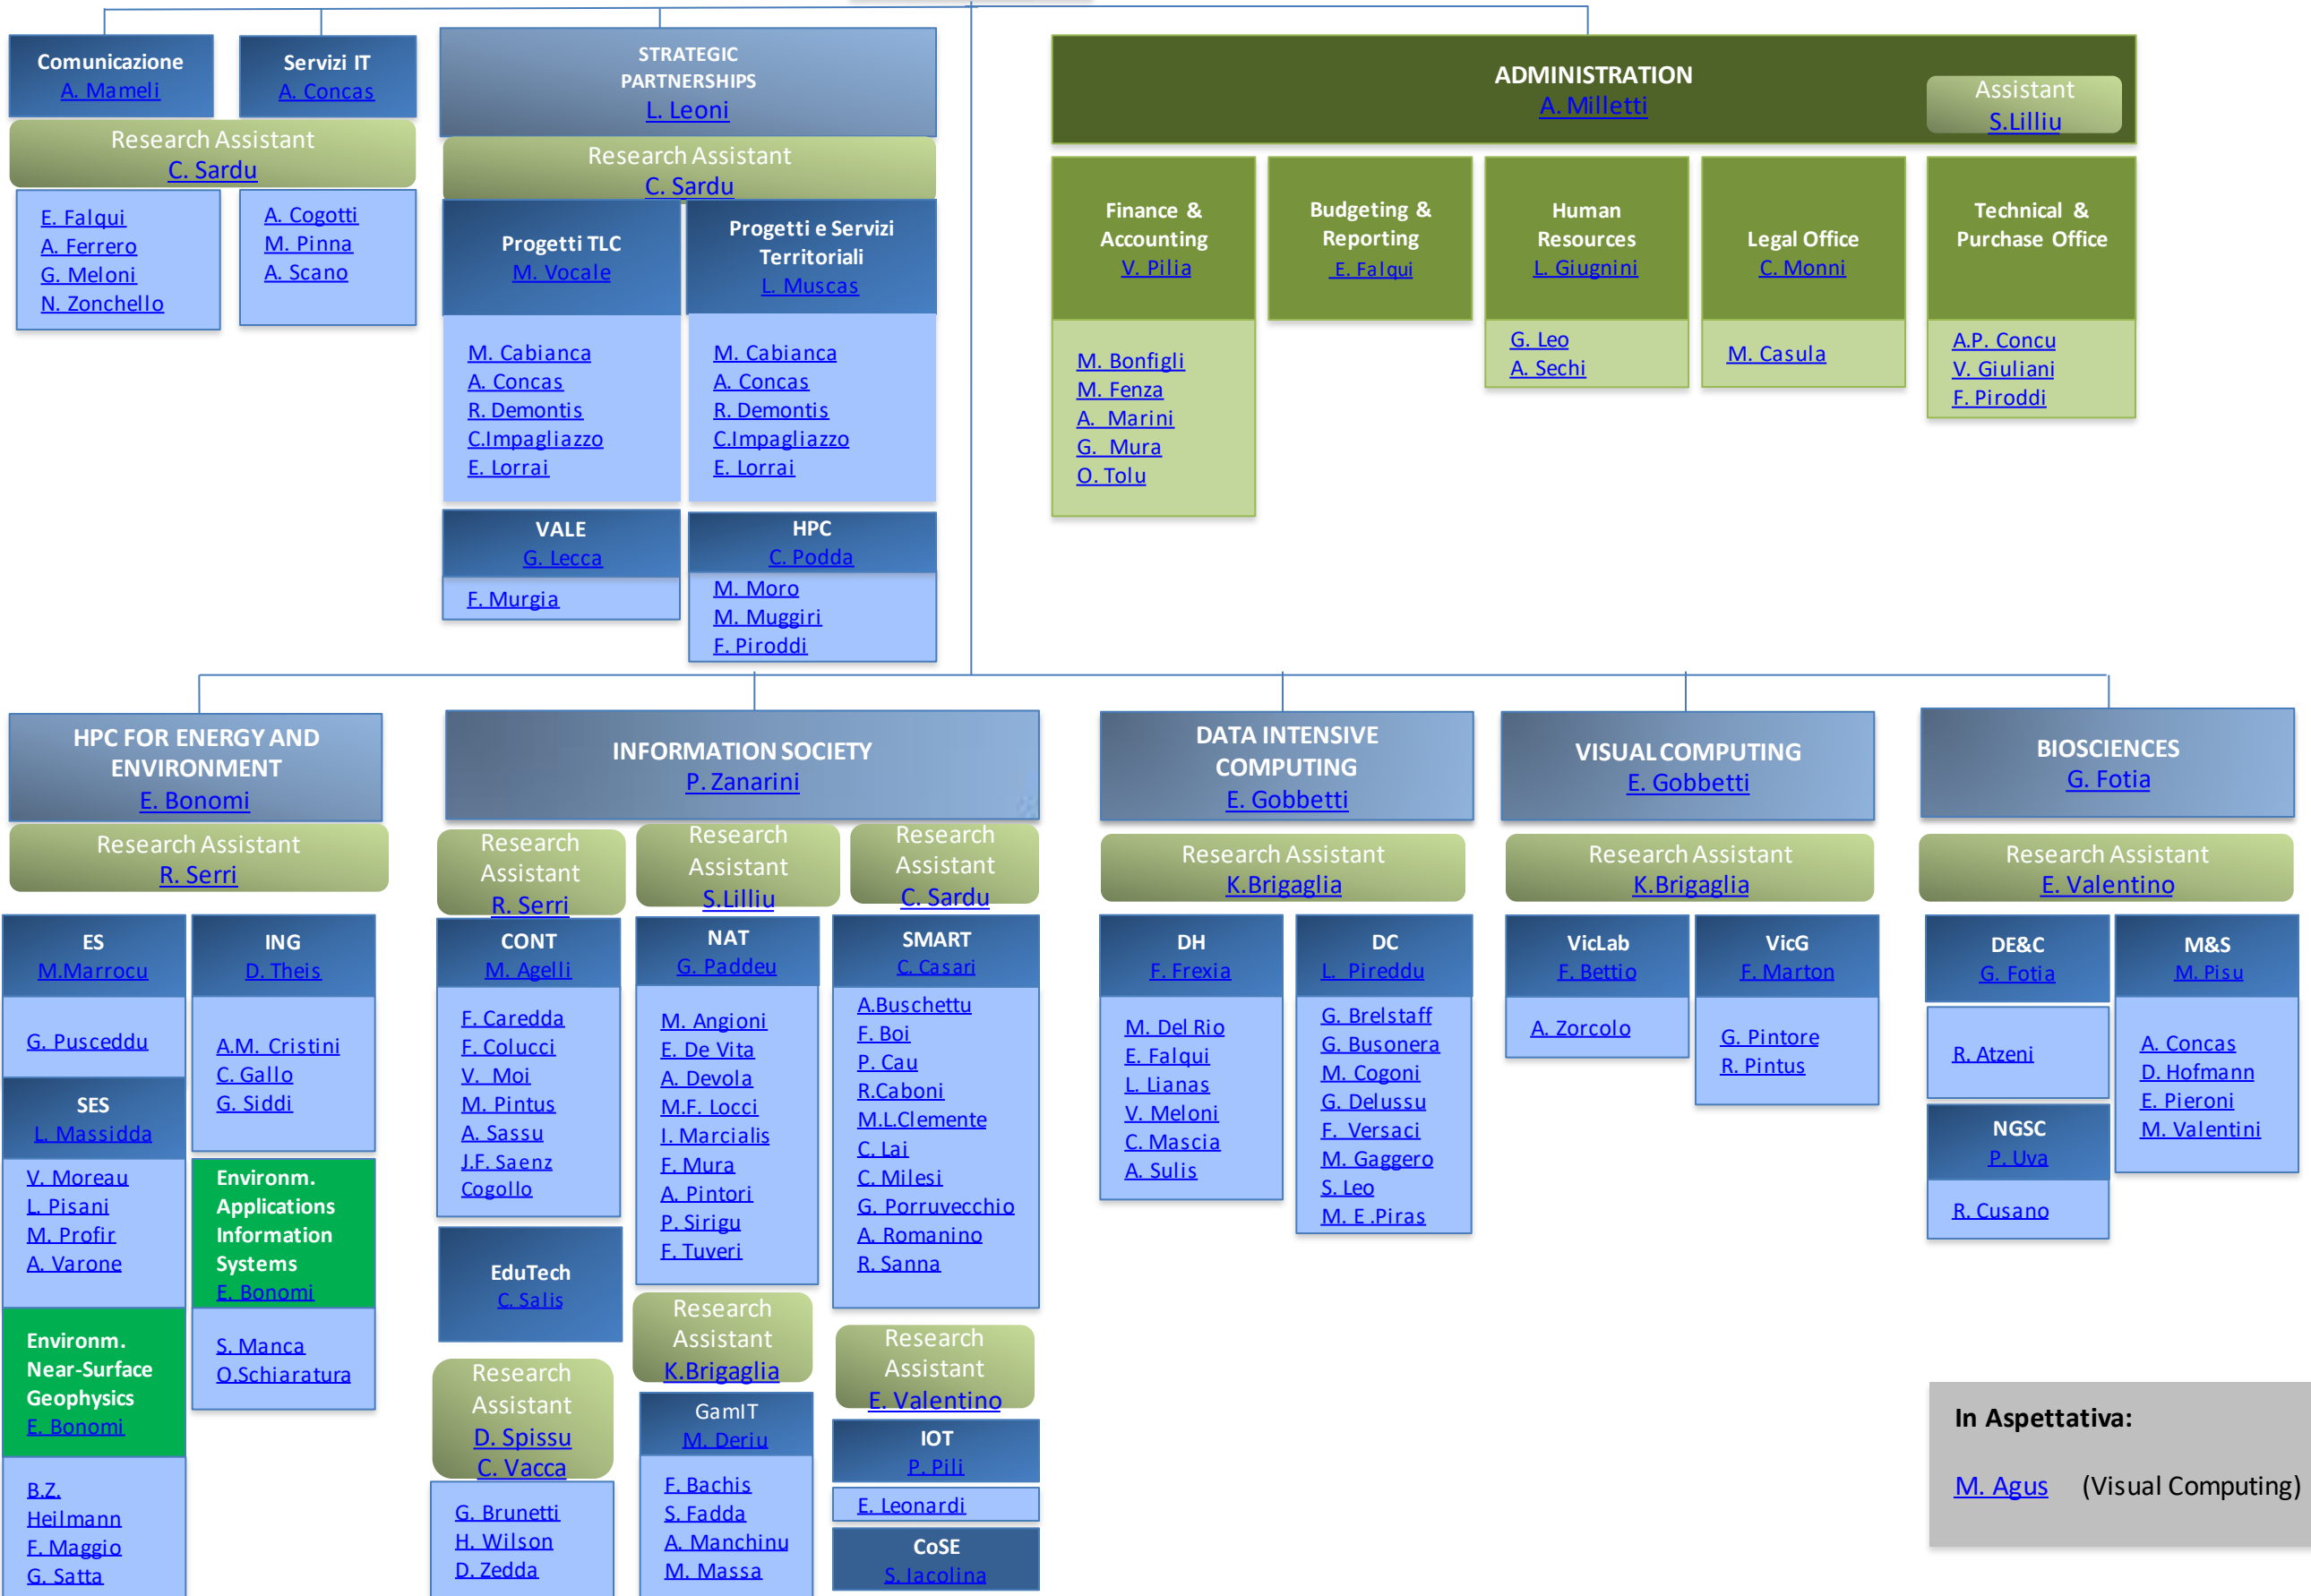 Comunicazione
A. Mameli
Servizi IT
A. Concas
Research Assistant
C. Sardu
E. Falqui
A. Ferrero
G. Meloni
N. Zonchello
A. Cogotti
M. Pinna
A. Scano
STRATEGIC
PARTNERSHIPS
L. Leoni
Research Assistant
C. Sardu
Progetti TLC
M. Vocale
M. Cabianca
A. Concas
R. Demontis
C.Impagliazzo
E. Lorrai
Progetti e Servizi
Territoriali
L. Muscas
M. Cabianca
A. Concas
R. Demontis
C.Impagliazzo
E. Lorrai
VALE
G. Lecca
F. Murgia
HPC
C. Podda
M. Moro
M. Muggiri
F. Piroddi
ADMINISTRATION
A. Milletti
Assistant
S.Lilliu
Finance &
Accounting
V. Pilia
M. Bonfigli
M. Fenza
A. Marini
G. Mura
O. Tolu
Budgeting &
Reporting
E. Falqui
Human
Resources
L. Giugnini
G. Leo
A. Sechi
Legal Office
C. Monni
M. Casula
Technical &
Purchase Office
A.P. Concu
V. Giuliani
F. Piroddi
HPC FOR ENERGY AND
ENVIRONMENT
E. Bonomi
Research Assistant
R. Serri
ES
M.Marrocu
G. Pusceddu
SES
L. Massidda
V. Moreau
L. Pisani
M. Profir
A. Varone
Environm.
Near-Surface
Geophysics
E. Bonomi
B.Z.
Heilmann
F. Maggio
G. Satta
ING
D. Theis
A.M. Cristini
C. Gallo
G. Siddi
Environm.
Applications
Information
Systems
E. Bonomi
S. Manca
O.Schiaratura
INFORMATION SOCIETY
P. Zanarini
Research
Assistant
R. Serri
CONT
M. Agelli
F. Caredda
F. Colucci
V. Moi
M. Pintus
A. Sassu
J.F. Saenz
Cogollo
EduTech
C. Salis
Research
Assistant
D. Spissu
C. Vacca
G. Brunetti
H. Wilson
D. Zedda
Research
Assistant
S.Lilliu
NAT
G. Paddeu
M. Angioni
E. De Vita
A. Devola
M.F. Locci
I. Marcialis
F. Mura
A. Pintori
P. Sirigu
F. Tuveri
Research
Assistant
K.Brigaglia
GamIT
M. Deriu
F. Bachis
S. Fadda
A. Manchinu
M. Massa
Research
Assistant
C. Sardu
SMART
C. Casari
A.Buschettu
F. Boi
P. Cau
R.Caboni
M.L.Clemente
C. Lai
C. Milesi
G. Porruvecchio
A. Romanino
R. Sanna
Research
Assistant
E. Valentino
IOT
P. Pili
E. Leonardi
CoSE
S. Iacolina
DATA INTENSIVE
COMPUTING
E. Gobbetti
Research Assistant
K.Brigaglia
DH
F. Frexia
M. Del Rio
E. Falqui
L. Lianas
V. Meloni
C. Mascia
A. Sulis
DC
L. Pireddu
G. Brelstaff
G. Busonera
M. Cogoni
G. Delussu
F. Versaci
M. Gaggero
S. Leo
M. E .Piras
VISUAL COMPUTING
E. Gobbetti
Research Assistant
K.Brigaglia
VicLab
F. Bettio
A. Zorcolo
VicG
F. Marton
G. Pintore
R. Pintus
BIOSCIENCES
G. Fotia
Research Assistant
E. Valentino
DE&C
G. Fotia
R. Atzeni
NGSC
P. Uva
R. Cusano
M&S
M. Pisu
A. Concas
D. Hofmann
E. Pieroni
M. Valentini
In Aspettativa:
M. Agus (Visual Computing)